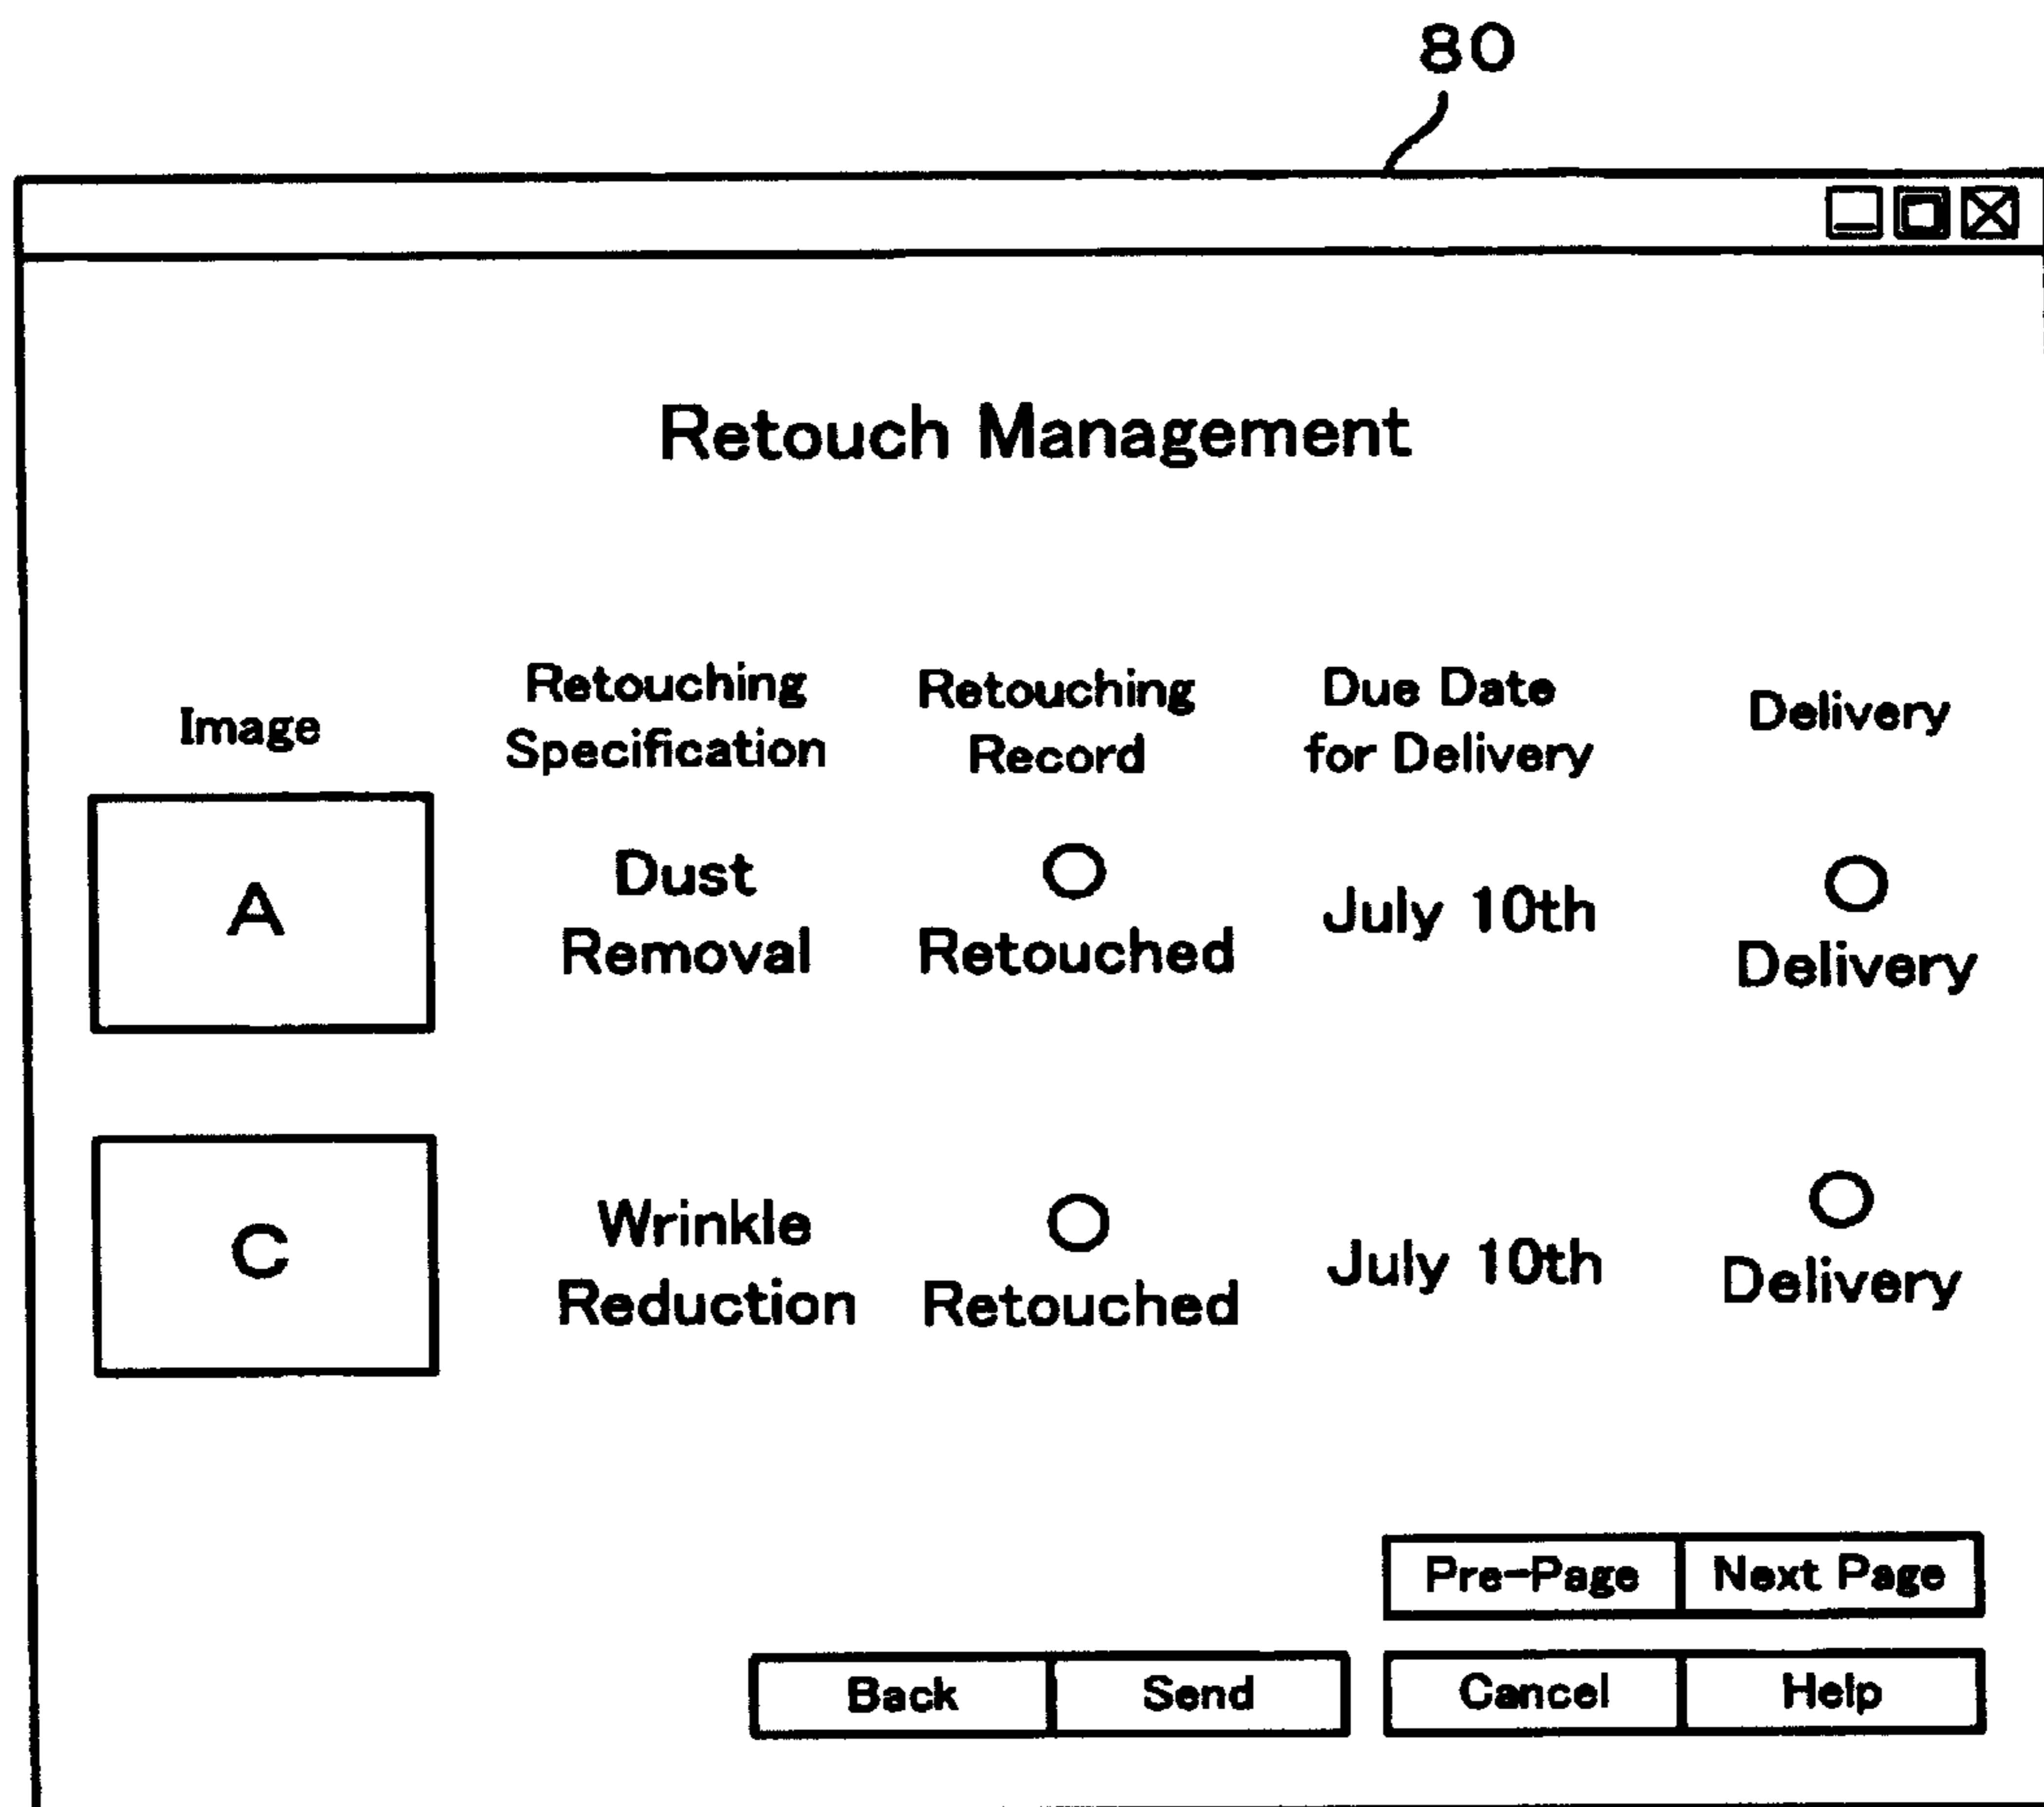 80
Retouch Management
Image
Retouching
Specification
Retouching
Record
Due Date
for Delivery
Delivery
A
Dust
Removal
Retouched
July 10th
Delivery
C
Wrinkle
Reduction
Retouched
July 10th
Delivery
Pre-Page
Next Page
Back
Send
Cancel
Help